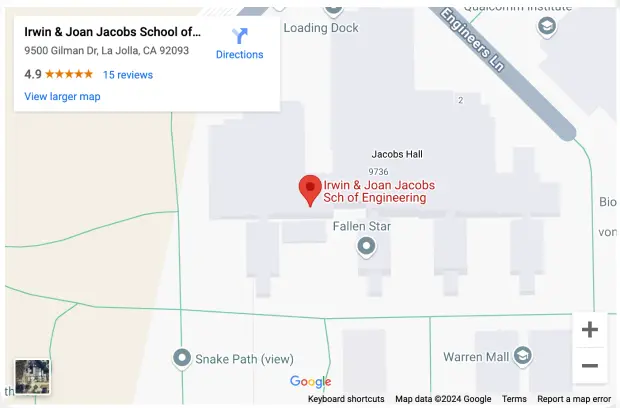 Qualcomm Institute
Irwin & Joan Jacobs School of...
9500 Gilman Dr, La Jolla, CA 92093
4.9
15 reviews
View larger map
Directions
Loading Dock
Engineers Ln
2
Jacobs Hall
9736
Irwin & Joan Jacobs
Sch of Engineering
Fallen Star
Bio
von
Snake Path (view)
Warren Mall
+
−
th
Google
Keyboard shortcuts
Map data ©2024 Google
Terms
Report a map error